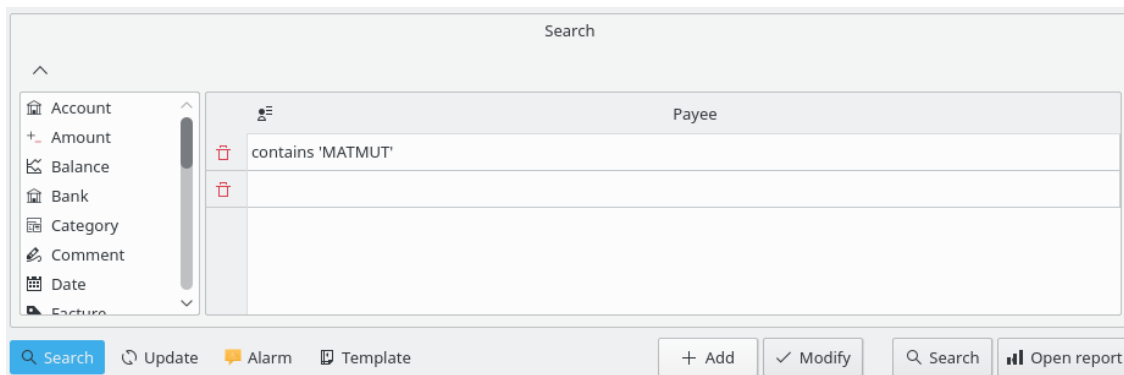 Search
Account
Amount
Balance
Bank
Category
Comment
Date
Facture
Payee
contains 'MATMUT'
Search Update Alarm Template + Add Modify Search Open report